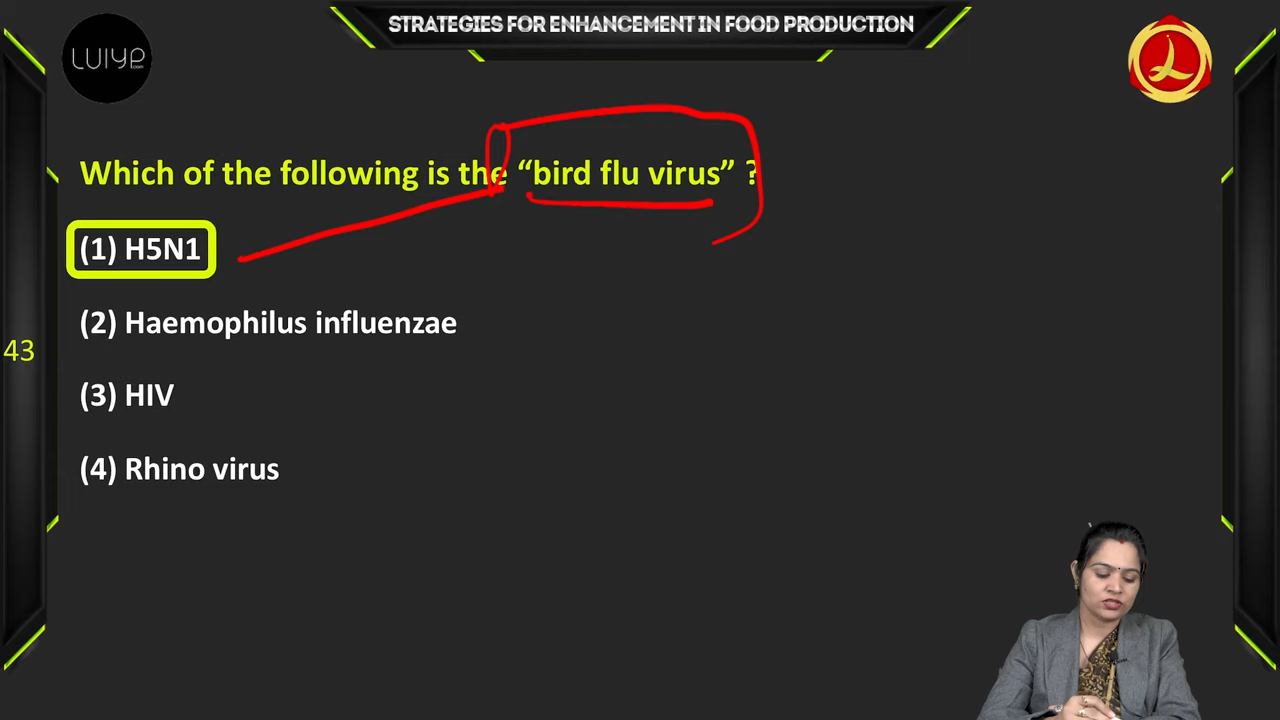 STRATEGIES FOR ENHANCEMENT IN FOOD PRODUCTION
LUIYP
.com
Which of the following is the “bird flu virus” ?
(1) H5N1
(2) Haemophilus influenzae
43
(3) HIV
(4) Rhino virus